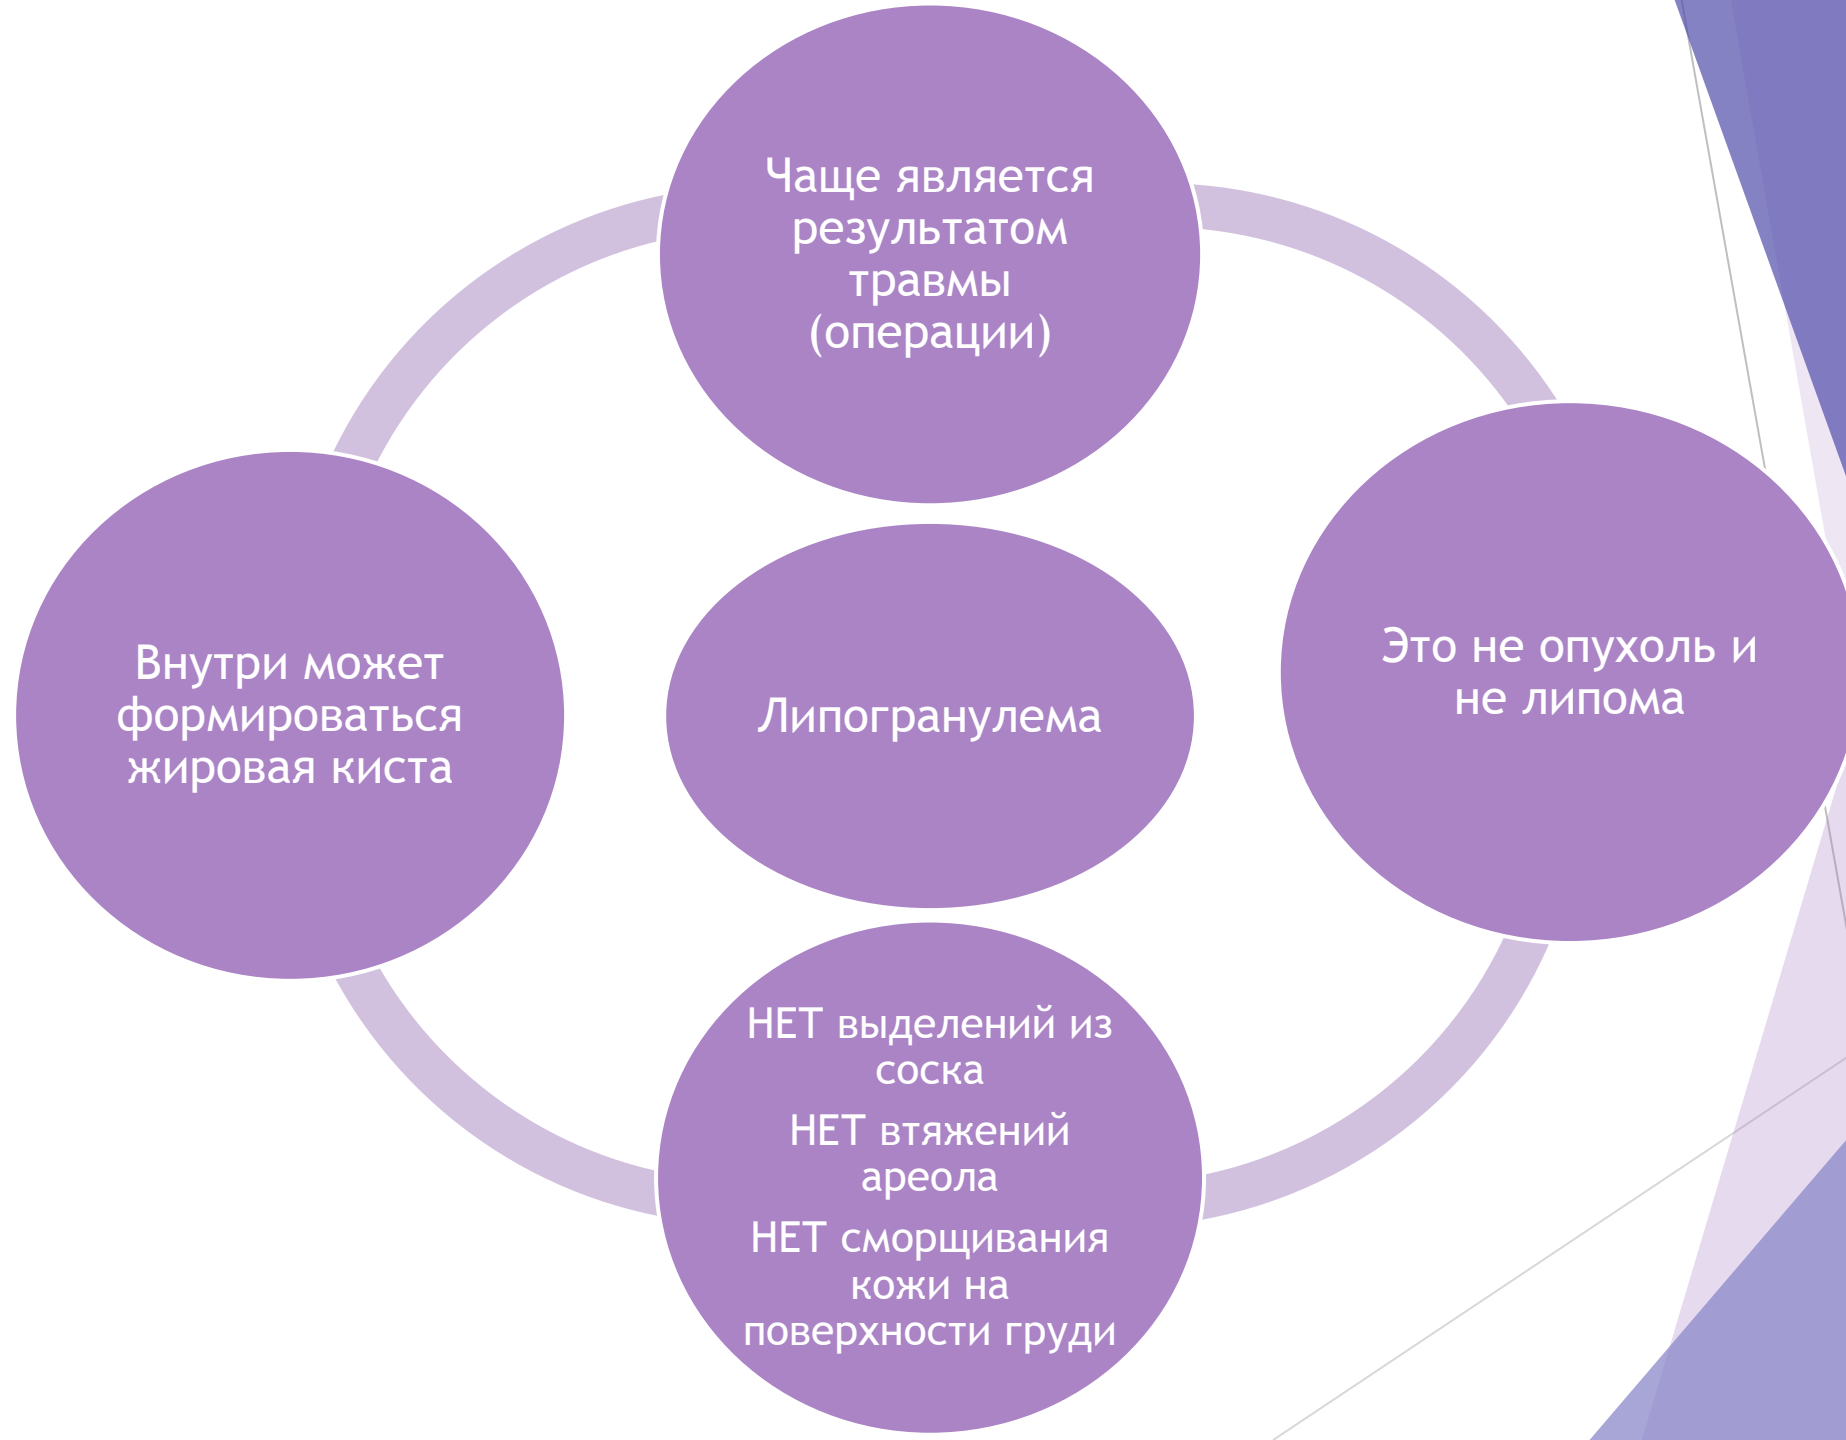 Чаще является
результатом
травмы
(операции)
Внутри может
формироваться
жировая киста
Липогранулема
Это не опухоль и
не липома
НЕТ выделений из
соска
НЕТ втяжений
ареола
НЕТ сморщивания
кожи на
поверхности груди